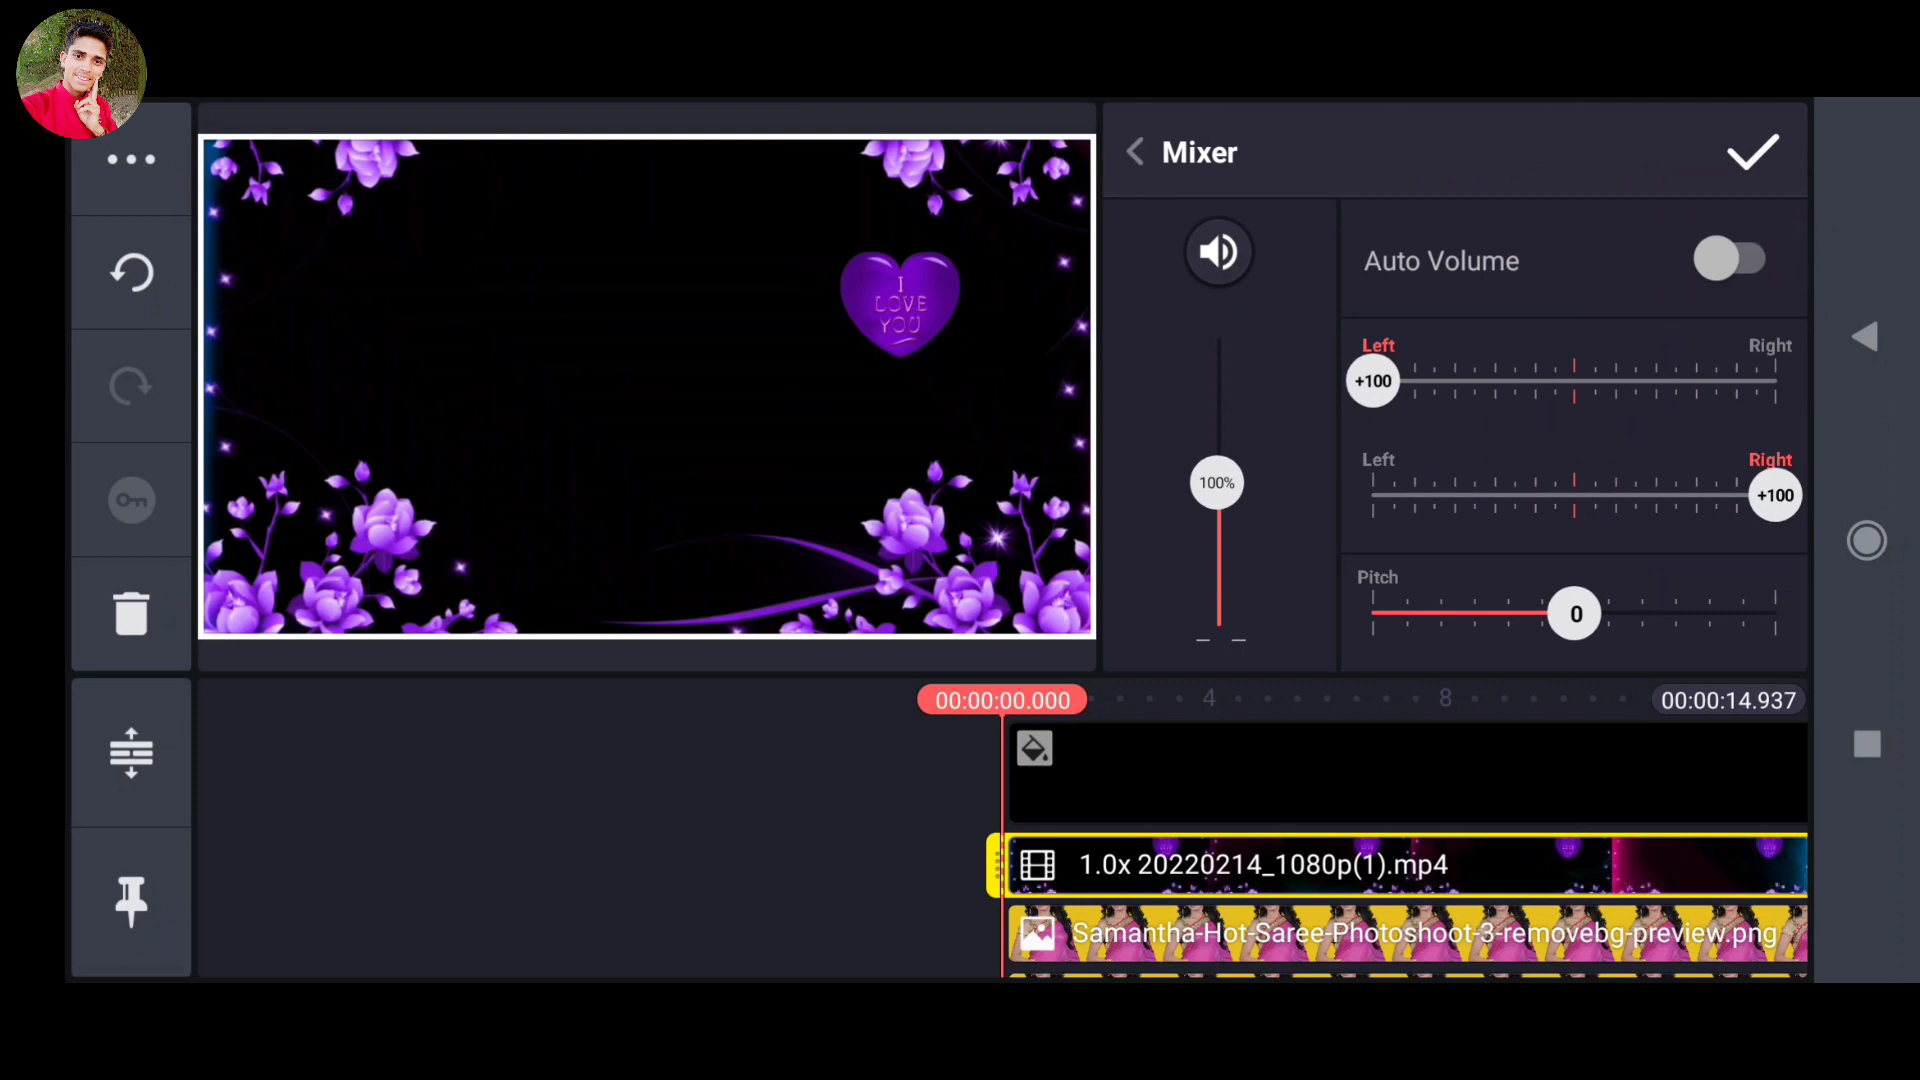 Mixer
Auto Volume
Left
Right
+100
Left
Right
+100
100%
Pitch
0
I
LOVE
YOU
00:00:00.000
4
8
00:00:14.937
1.0x 20220214_1080p(1).mp4
Samantha-Hot-Saree-Photoshoot-3-removebg-preview.png